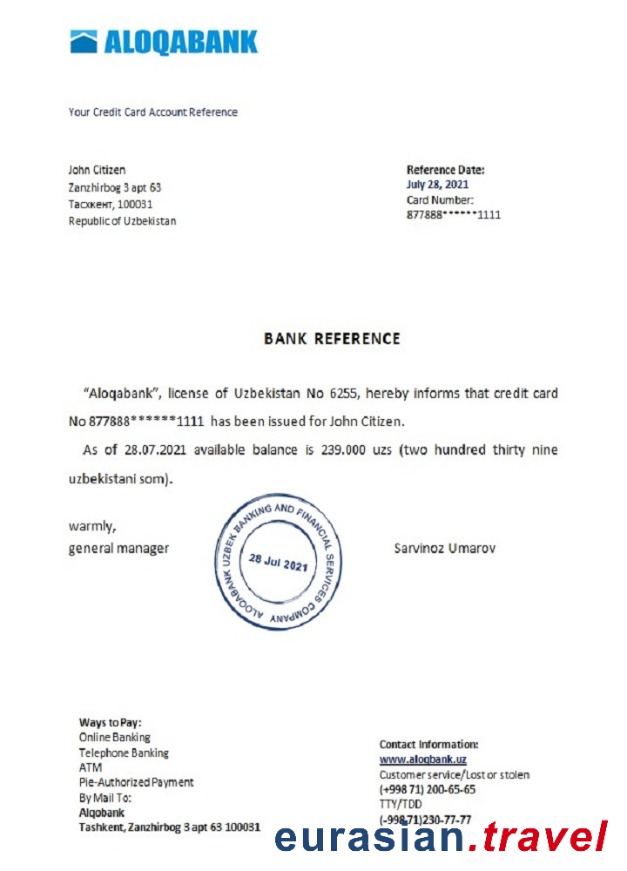 ALOQABANK
Your Credit Card Account Reference
John Citizen
Zanzhirbog 3 apt 63
Тасхкент, 100031
Republic of Uzbekistan
Reference Date:
July 28, 2021
Card Number:
877888******1111
BANK REFERENCE
“Aloqabank”, license of Uzbekistan No 6255, hereby informs that credit card
No 877888******1111 has been issued for John Citizen.
As of 28.07.2021 available balance is 239.000 uzs (two hundred thirty nine
uzbekistani som).
warmly,
general manager
ALOQABANK UZBEK BANKING AND FINANCIAL SERVICES COMPANY
28 Jul 2021
Sarvinoz Umarov
Ways to Pay:
Online Banking
Telephone Banking
ATM
Pie-Authorized Payment
By Mail To:
Alqobank
Tashkent, Zanzhirbog 3 apt 63 100031
Contact Information:
www.aloqbank.uz
Customer service/Lost or stolen
(+998 71) 200-65-65
TTY/TDD
(-998 71)230-77-77
eurasian.travel